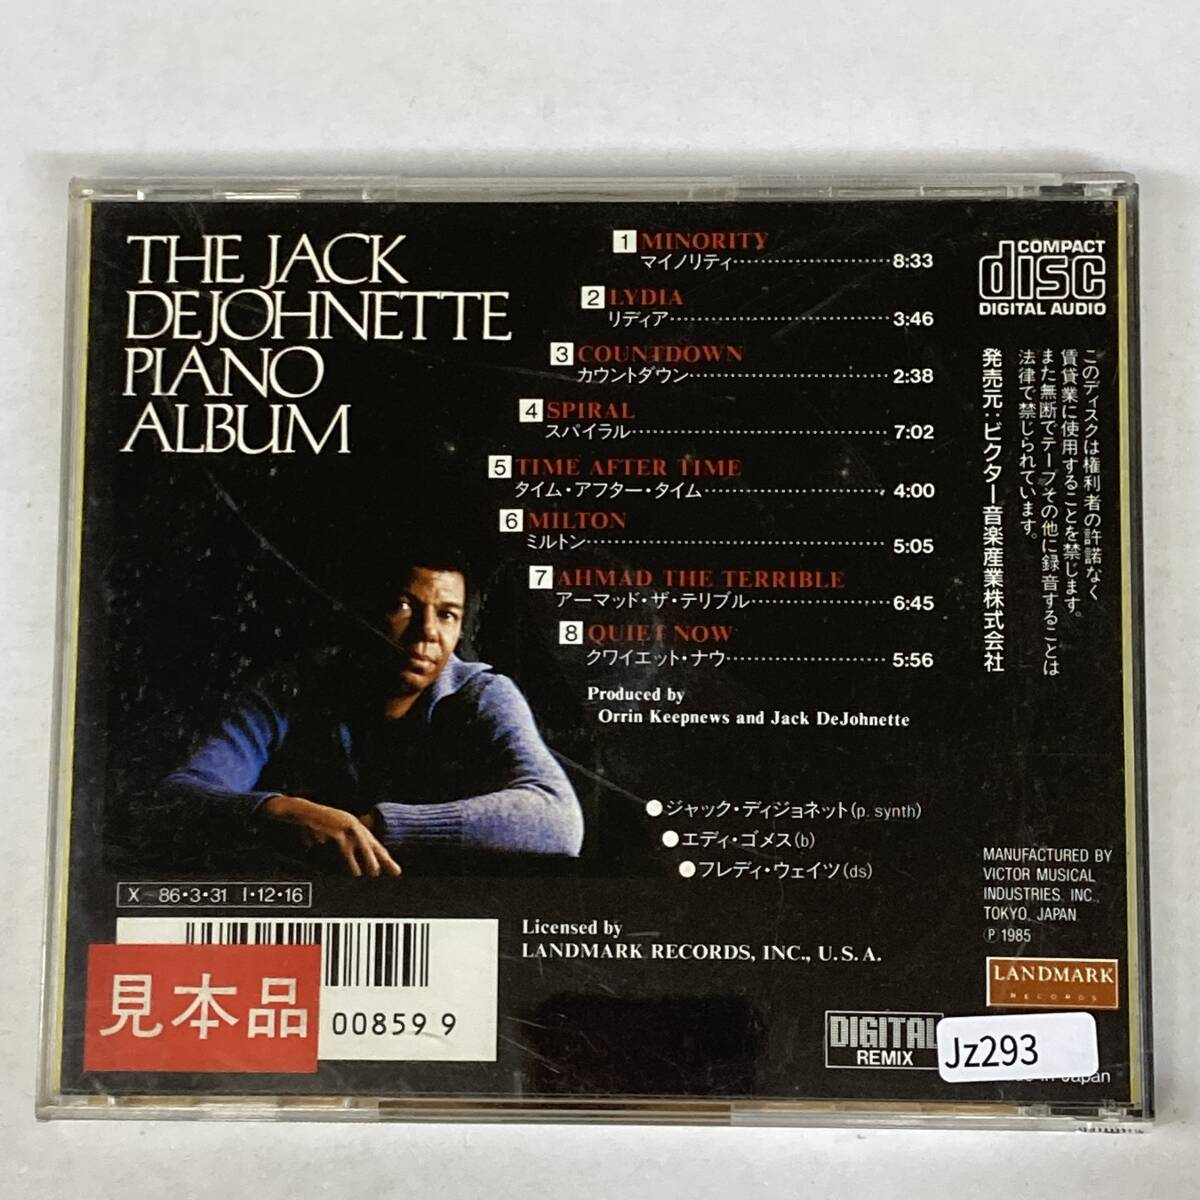 THE JACK
DEJOHNETTE
PIANO
ALBUM
1 MINORITY
マイノリティ 8:33
2 LYDIA
リディア 3:46
3 COUNTDOWN
カウントダウン 2:38
4 SPIRAL
スパイラル 7:02
5 TIME AFTER TIME
タイム・アフター・タイム 4:00
6 MILTON
ミルトン 5:05
7 AHMAD THE TERRIBLE
アーマッド・ザ・テリブル 6:45
8 QUIET NOW
クワイエット・ナウ 5:56
Produced by
Orrin Keepnews and Jack DeJohnette
●ジャック・ディジョネット(p. synth)
●エディ・ゴメス(b)
●フレディ・ウェイツ(ds)
COMPACT
disc
DIGITAL AUDIO
このディスクは権利者の許諾なく
賃貸業に使用することを禁じます。
また無断でテープその他に録音することは
法律で禁じられています。
発売元:ビクター音楽産業株式会社
X 86・3・31 I・12・16
見本品
00859 9
Licensed by
LANDMARK RECORDS, INC., U.S.A.
MANUFACTURED BY
VICTOR MUSICAL
INDUSTRIES. INC.,
TOKYO, JAPAN
Ⓟ 1985
LANDMARK
RECORDS
DIGITAL
REMIX
Jz293
in Japan